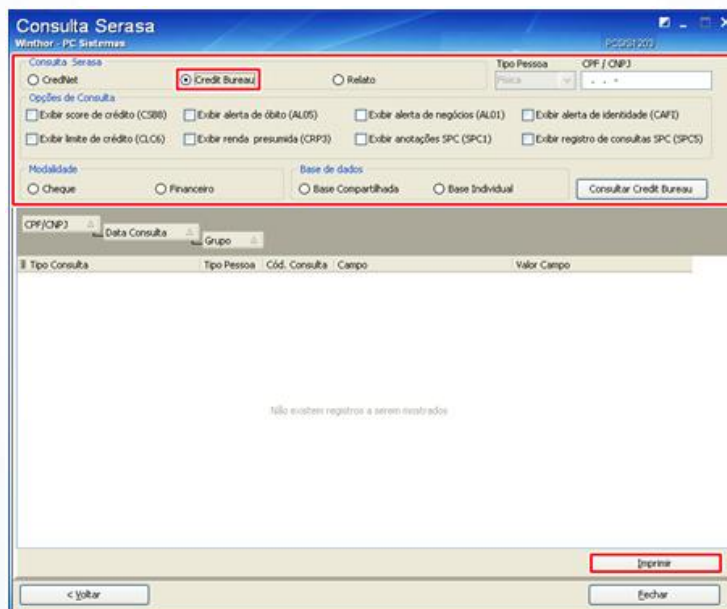 Consulta Serasa
Winthor - PC Sistemas
PCSIS1203
Consulta Serasa
Tipo Pessoa
CPF / CNPJ
CredNet
Credit Bureau
Relato
Física
. . . -
Opções de Consulta
Exibir score de crédito (CSB8)
Exibir alerta de óbito (AL05)
Exibir alerta de negócios (AL01)
Exibir alerta de identidade (CAFI)
Exibir limite de crédito (CLC6)
Exibir renda presumida (CRP3)
Exibir anotações SPC (SPC1)
Exibir registro de consultas SPC (SPC5)
Modalidade
Base de dados
Cheque
Financeiro
Base Compartilhada
Base Individual
Consultar Credit Bureau
CPF/CNPJ
Data Consulta
Grupo
Tipo Consulta
Tipo Pessoa
Cód. Consulta
Campo
Valor Campo
Não existem registros a serem mostrados
Imprimir
< Voltar
Fechar